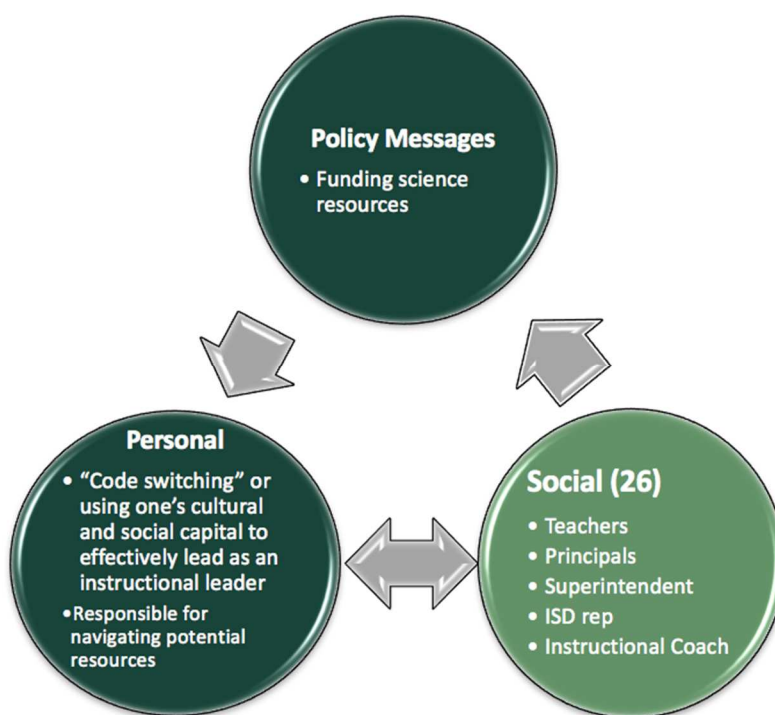 Policy Messages
• Funding science
resources
Personal
• “Code switching” or
using one’s cultural
and social capital to
effectively lead as an
instructional leader
•Responsible for
navigating potential
resources
Social (26)
• Teachers
• Principals
• Superintendent
• ISD rep
• Instructional Coach